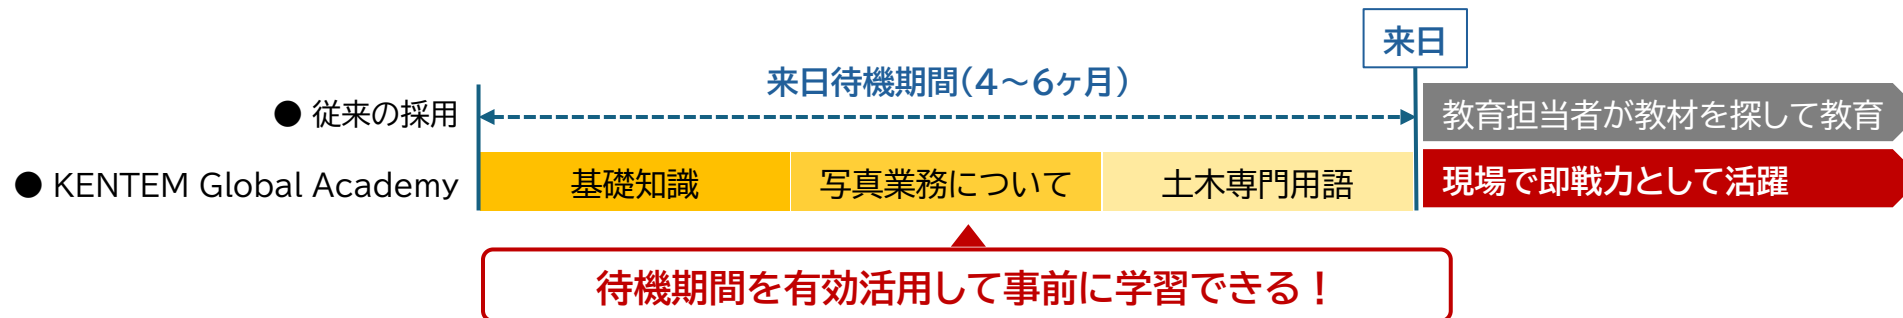 来日
来日待機期間(4～6ヶ月)
● 従来の採用
教育担当者が教材を探して教育
● KENTEM Global Academy
基礎知識
写真業務について
土木専門用語
現場で即戦力として活躍
待機期間を有効活用して事前に学習できる！